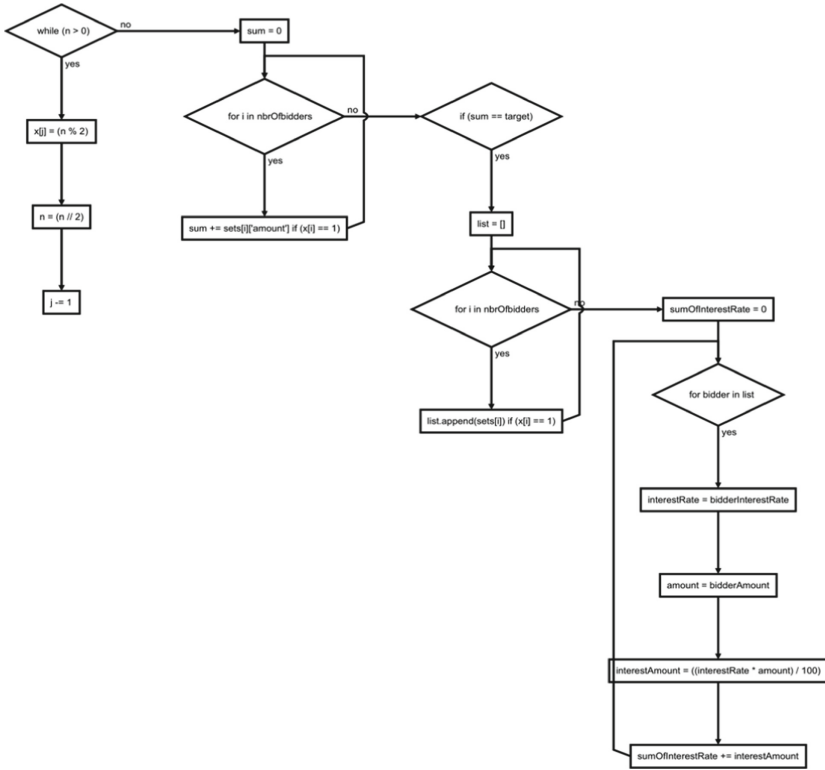 while (n > 0)
no
sum = 0
yes
for i in nbrOfbidders
no
if (sum == target)
x[j] = (n % 2)
yes
yes
n = (n // 2)
sum += sets[i]['amount'] if (x[i] == 1)
list = []
j -= 1
for i in nbrOfbidders
no
sumOfInterestRate = 0
yes
for bidder in list
list.append(sets[i]) if (x[i] == 1)
yes
interestRate = bidderInterestRate
amount = bidderAmount
interestAmount = ((interestRate * amount) / 100)
sumOfInterestRate += interestAmount